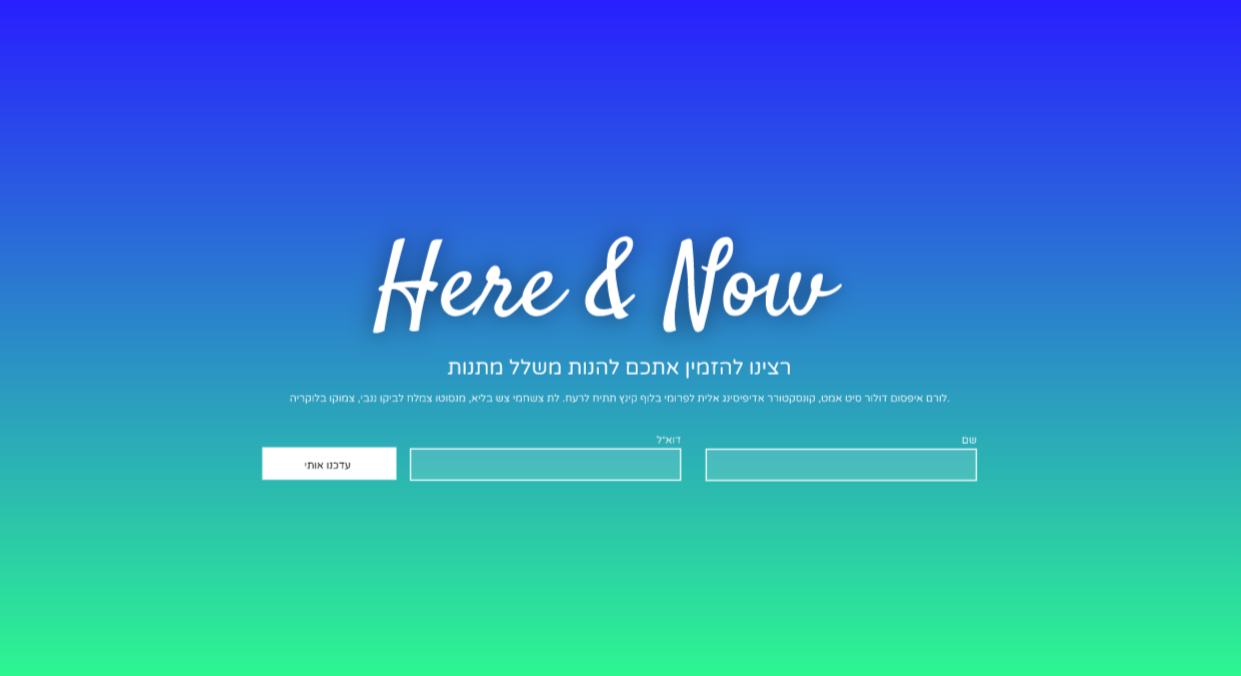 Here & Now
רצינו להזמין אתכם להנות משלל מתנות
לורם איפסום דולור סיט אמט, קונסקטורר אדיפיסינג אלית לפרומי בלוף קינץ תתיח לרעח. לת צשחמי צש בליא, מנסוטו צמלח לביקו ננבי, צמוקו בלוקריה.
שם
דוא״ל
עדכנו אותי